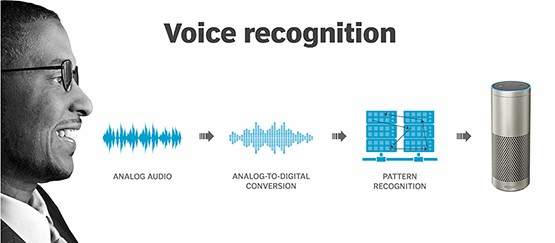 Voice recognition
ANALOG AUDIO
ANALOG-TO-DIGITAL
CONVERSION
PATTERN
RECOGNITION